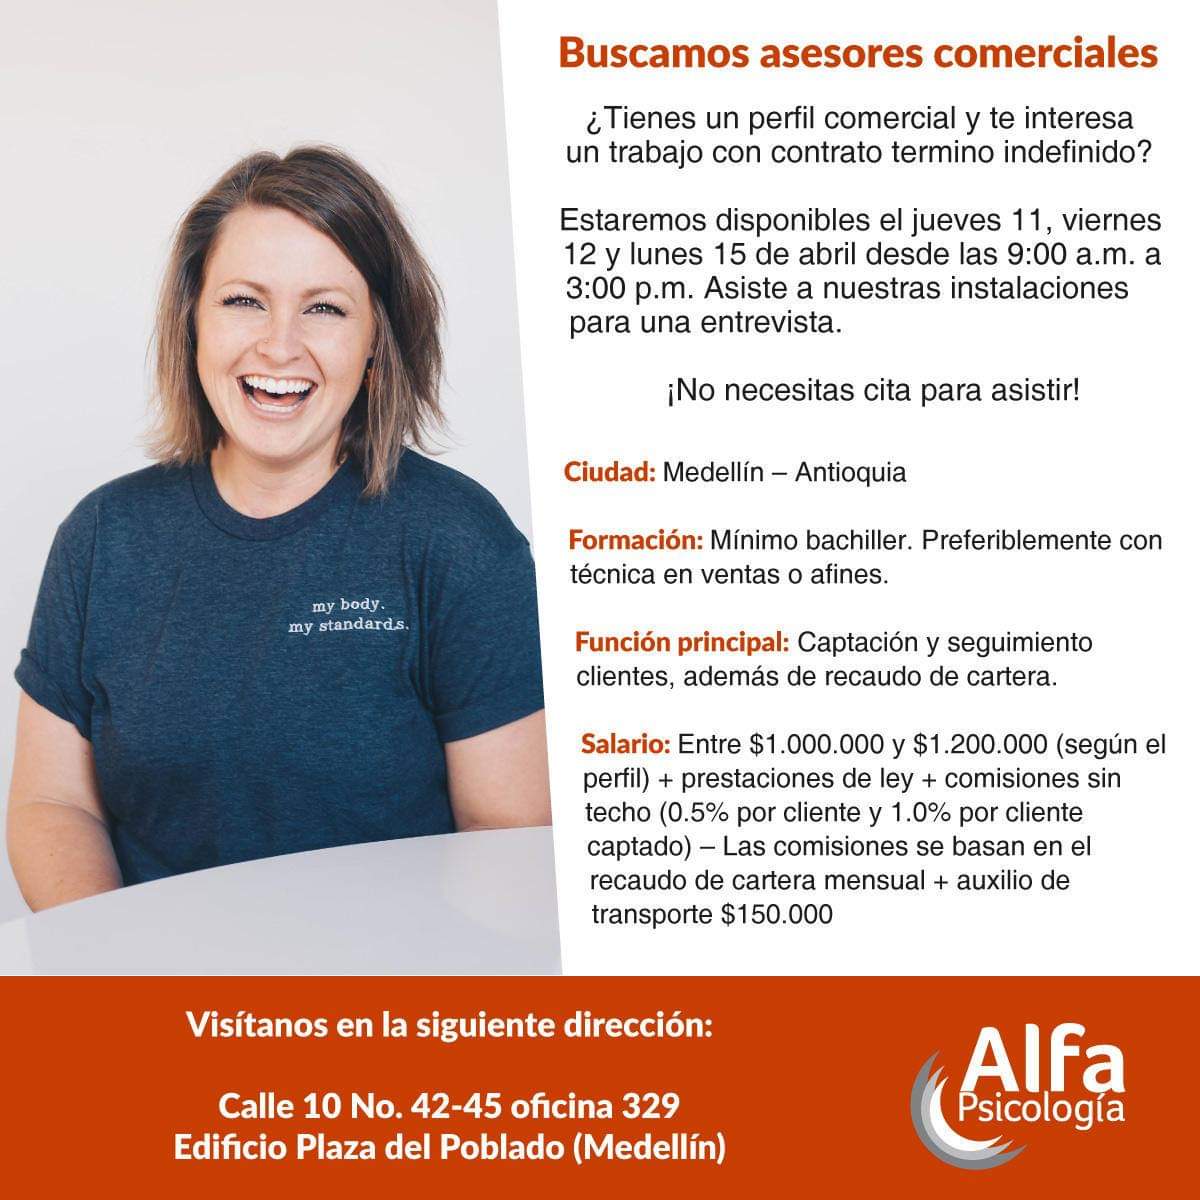 Buscamos asesores comerciales
¿Tienes un perfil comercial y te interesa
un trabajo con contrato termino indefinido?
Estaremos disponibles el jueves 11, viernes
12 y lunes 15 de abril desde las 9:00 a.m. a
3:00 p.m. Asiste a nuestras instalaciones
para una entrevista.
¡No necesitas cita para asistir!
Ciudad: Medellín – Antioquia
Formación: Mínimo bachiller. Preferiblemente con
técnica en ventas o afines.
Función principal: Captación y seguimiento
clientes, además de recaudo de cartera.
Salario: Entre $1.000.000 y $1.200.000 (según el
perfil) + prestaciones de ley + comisiones sin
techo (0.5% por cliente y 1.0% por cliente
captado) – Las comisiones se basan en el
recaudo de cartera mensual + auxilio de
transporte $150.000
my body.
my standards.
Visítanos en la siguiente dirección:
Calle 10 No. 42-45 oficina 329
Edificio Plaza del Poblado (Medellín)
Alfa
Psicología